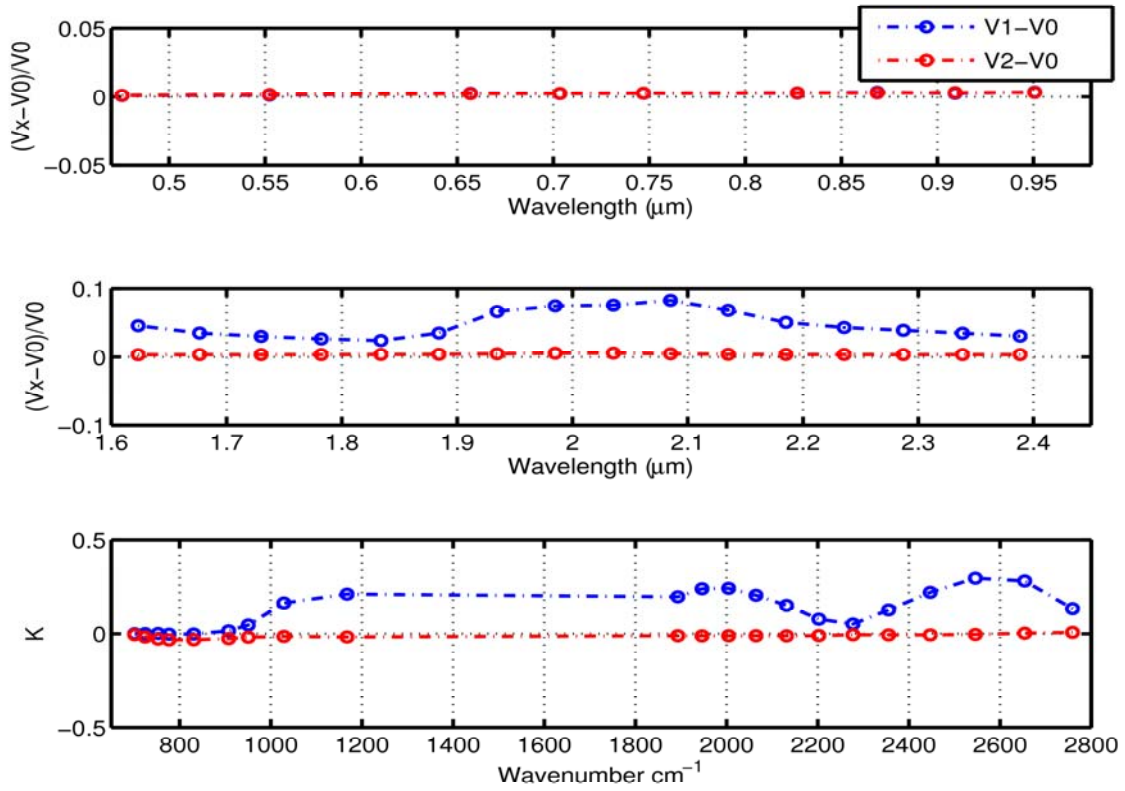 V1−V0
V2−V0
(Vx−V0)/V0
0.05
0
−0.05
0.5 0.55 0.6 0.65 0.7 0.75 0.8 0.85 0.9 0.95
Wavelength (μm)
(Vx−V0)/V0
0.1
0
−0.1
1.6 1.7 1.8 1.9 2 2.1 2.2 2.3 2.4
Wavelength (μm)
K
0.5
0
−0.5
800 1000 1200 1400 1600 1800 2000 2200 2400 2600 2800
Wavenumber cm⁻¹